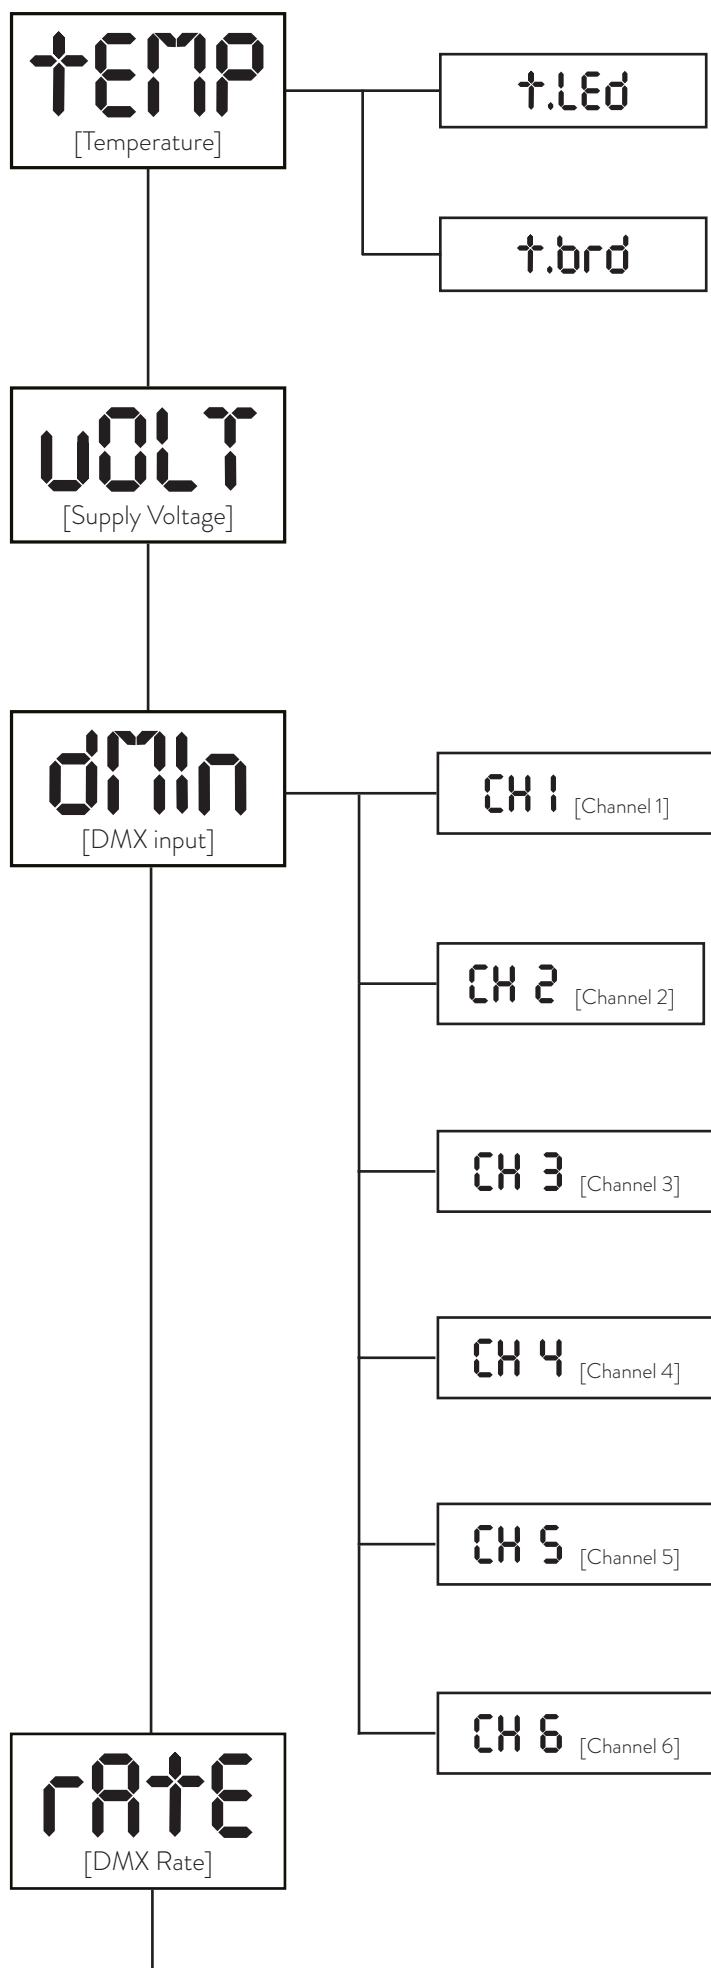 tEMP
[Temperature]
t.LEd
t.brd
vOLT
[Supply Voltage]
dMIn
[DMX input]
CH 1 [Channel 1]
CH 2 [Channel 2]
CH 3 [Channel 3]
CH 4 [Channel 4]
CH 5 [Channel 5]
CH 6 [Channel 6]
rAtE
[DMX Rate]